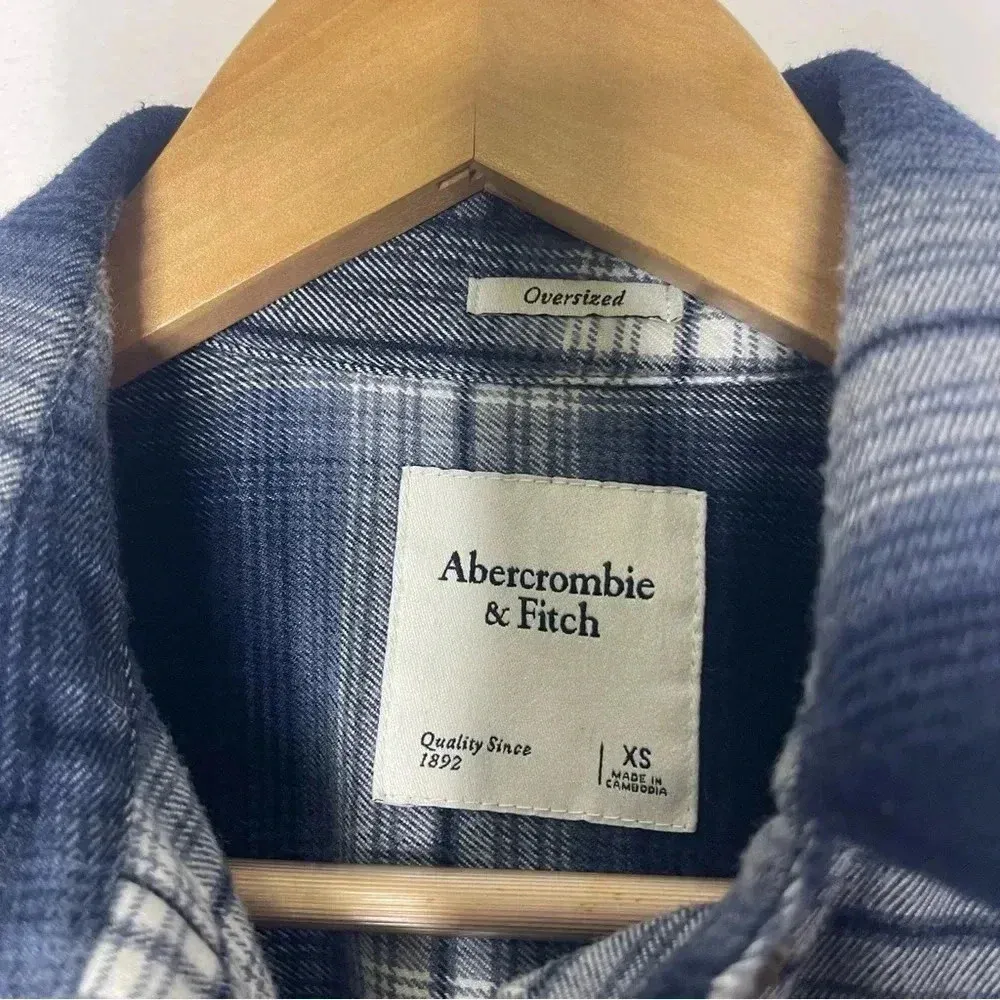 Oversized
Abercrombie
& Fitch
Quality Since
1892
XS
MADE IN
CAMBODIA